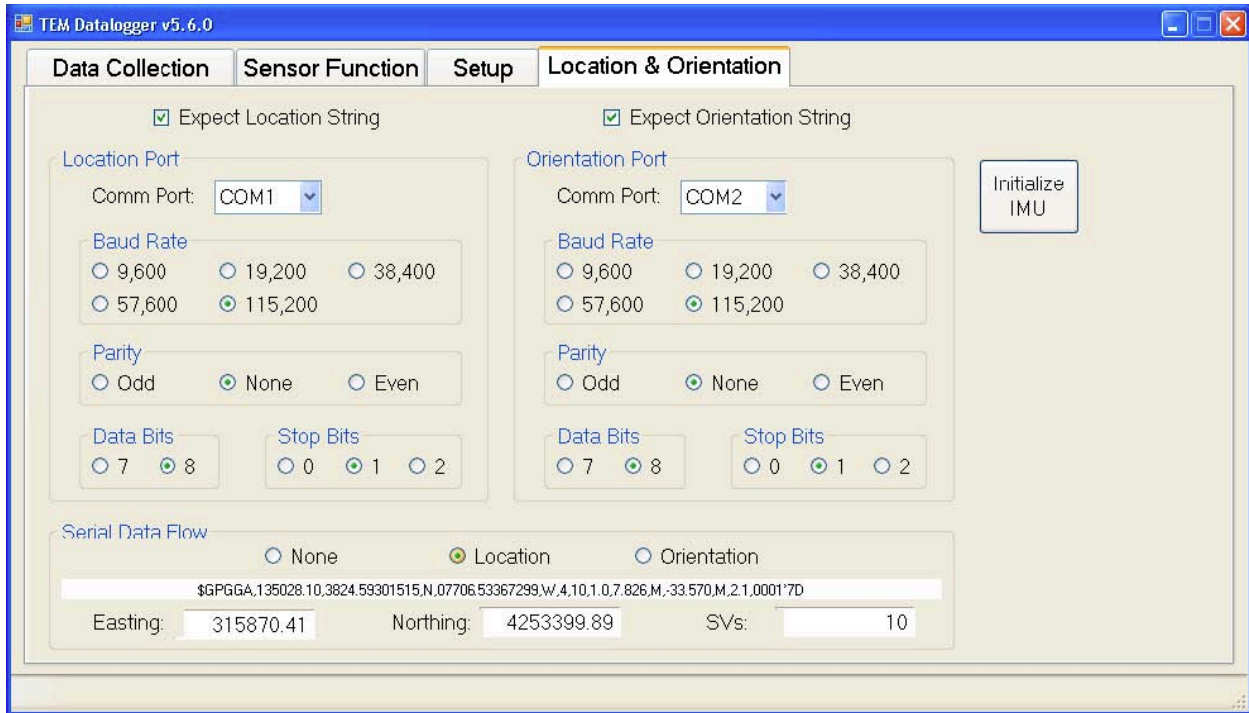 TEM Datalogger v5.6.0
Data Collection Sensor Function Setup Location & Orientation
Expect Location String Expect Orientation String
Location Port
Comm Port: COM1
Baud Rate
9,600 19,200 38,400
57,600 115,200
Parity
Odd None Even
Data Bits
7 8
Stop Bits
0 1 2
Orientation Port
Comm Port: COM2
Baud Rate
9,600 19,200 38,400
57,600 115,200
Parity
Odd None Even
Data Bits
7 8
Stop Bits
0 1 2
Initialize
IMU
Serial Data Flow
None Location Orientation
$GPGGA,135028.10,3824.59301515,N,07706.53367299,W,4,10,1.0,7.826,M,-33.570,M,2.1,0001*7D
Easting: 315870.41 Northing: 4253399.89 SVs: 10